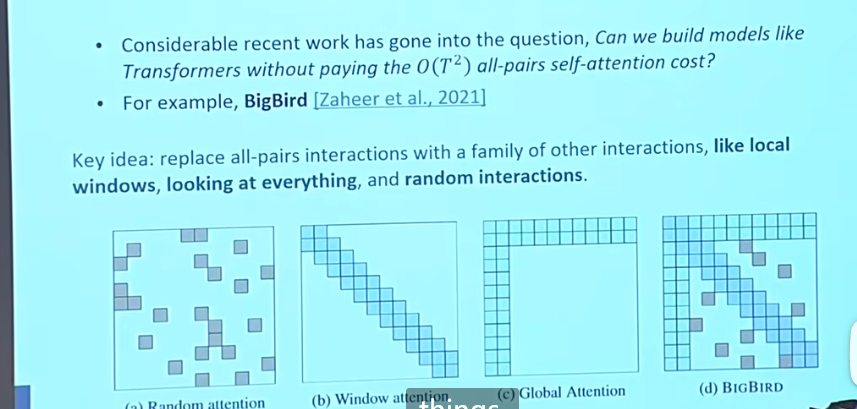 • Considerable recent work has gone into the question, Can we build models like
Transformers without paying the O(T²) all-pairs self-attention cost?
• For example, BigBird [Zaheer et al., 2021]
Key idea: replace all-pairs interactions with a family of other interactions, like local
windows, looking at everything, and random interactions.
(a) Random attention
(b) Window attention
(c) Global Attention
(d) BIGBIRD
things